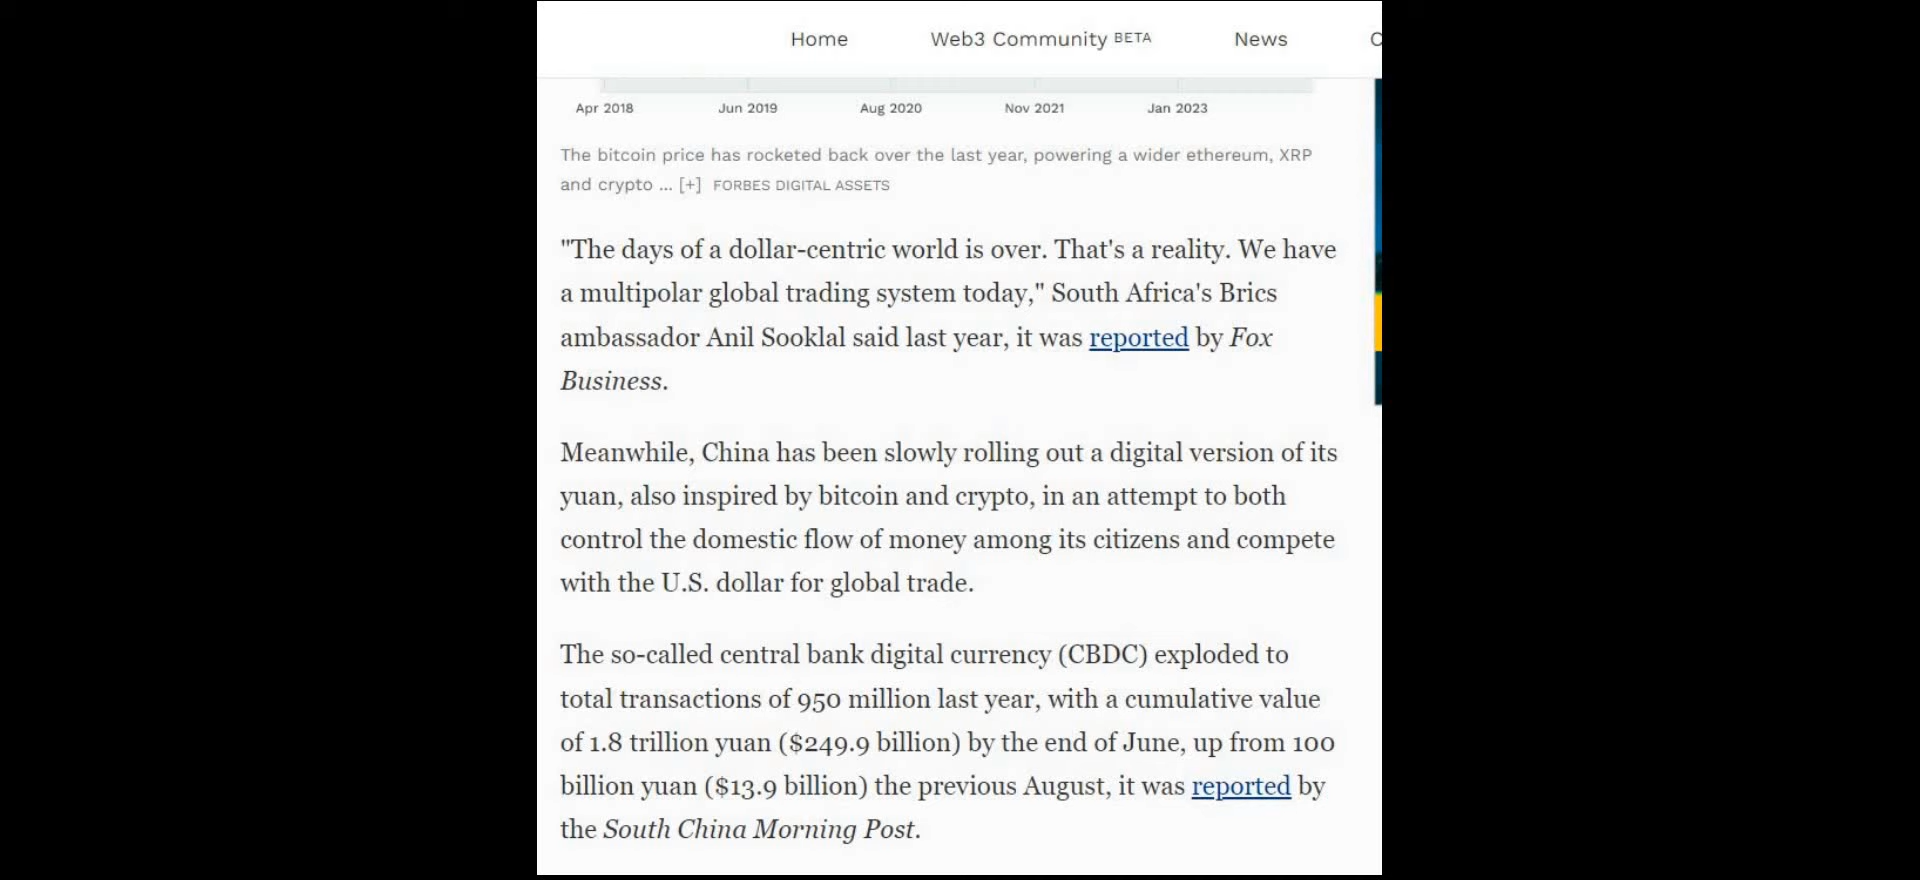 Home Web3 Community BETA News
Apr 2018 Jun 2019 Aug 2020 Nov 2021 Jan 2023
The bitcoin price has rocketed back over the last year, powering a wider ethereum, XRP
and crypto ... [+] FORBES DIGITAL ASSETS
"The days of a dollar-centric world is over. That's a reality. We have
a multipolar global trading system today," South Africa's Brics
ambassador Anil Sooklal said last year, it was reported by Fox
Business.
Meanwhile, China has been slowly rolling out a digital version of its
yuan, also inspired by bitcoin and crypto, in an attempt to both
control the domestic flow of money among its citizens and compete
with the U.S. dollar for global trade.
The so-called central bank digital currency (CBDC) exploded to
total transactions of 950 million last year, with a cumulative value
of 1.8 trillion yuan ($249.9 billion) by the end of June, up from 100
billion yuan ($13.9 billion) the previous August, it was reported by
the South China Morning Post.